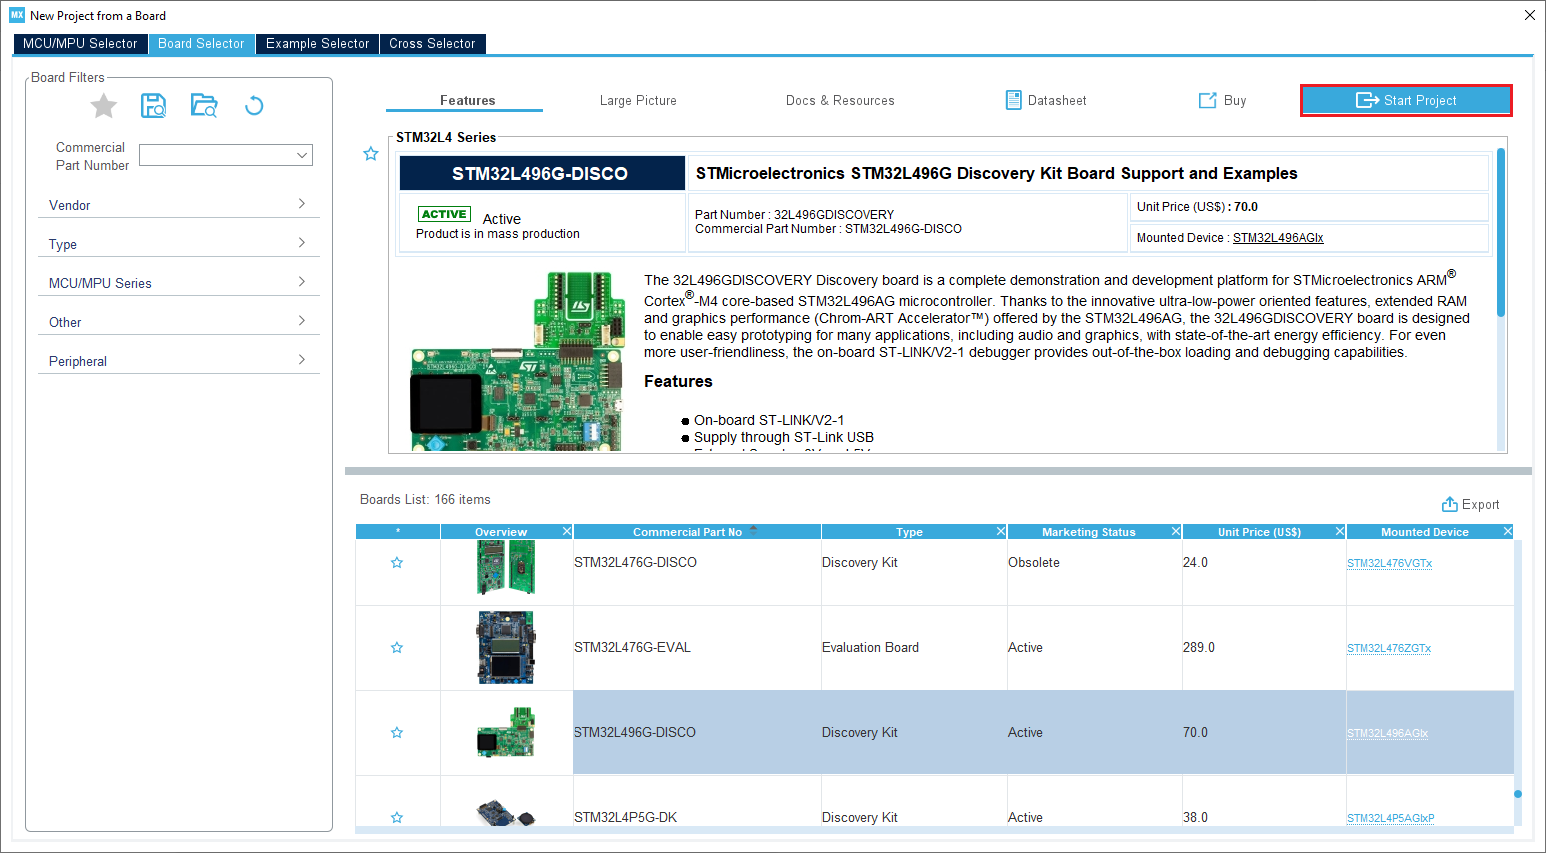 MX New Project from a Board
MCU/MPU Selector Board Selector Example Selector Cross Selector
Board Filters
Commercial
Part Number
Vendor
Type
MCU/MPU Series
Other
Peripheral
Features Large Picture Docs & Resources Datasheet Buy Start Project
STM32L4 Series
STM32L496G-DISCO STMicroelectronics STM32L496G Discovery Kit Board Support and Examples
ACTIVE Active
Product is in mass production
Part Number : 32L496GDISCOVERY
Commercial Part Number : STM32L496G-DISCO
Unit Price (US$) : 70.0
Mounted Device : STM32L496AGIx
The 32L496GDISCOVERY Discovery board is a complete demonstration and development platform for STMicroelectronics ARM®
Cortex®-M4 core-based STM32L496AG microcontroller. Thanks to the innovative ultra-low-power oriented features, extended RAM
and graphics performance (Chrom-ART Accelerator™) offered by the STM32L496AG, the 32L496GDISCOVERY board is designed
to enable easy prototyping for many applications, including audio and graphics, with state-of-the-art energy efficiency. For even
more user-friendliness, the on-board ST-LINK/V2-1 debugger provides out-of-the-box loading and debugging capabilities.
Features
● On-board ST-LINK/V2-1
● Supply through ST-Link USB
Boards List: 166 items
Export
* Overview Commercial Part No Type Marketing Status Unit Price (US$) Mounted Device
STM32L476G-DISCO Discovery Kit Obsolete 24.0 STM32L476VGTx
STM32L476G-EVAL Evaluation Board Active 289.0 STM32L476ZGTx
STM32L496G-DISCO Discovery Kit Active 70.0 STM32L496AGIx
STM32L4P5G-DK Discovery Kit Active 38.0 STM32L4P5AGIxP